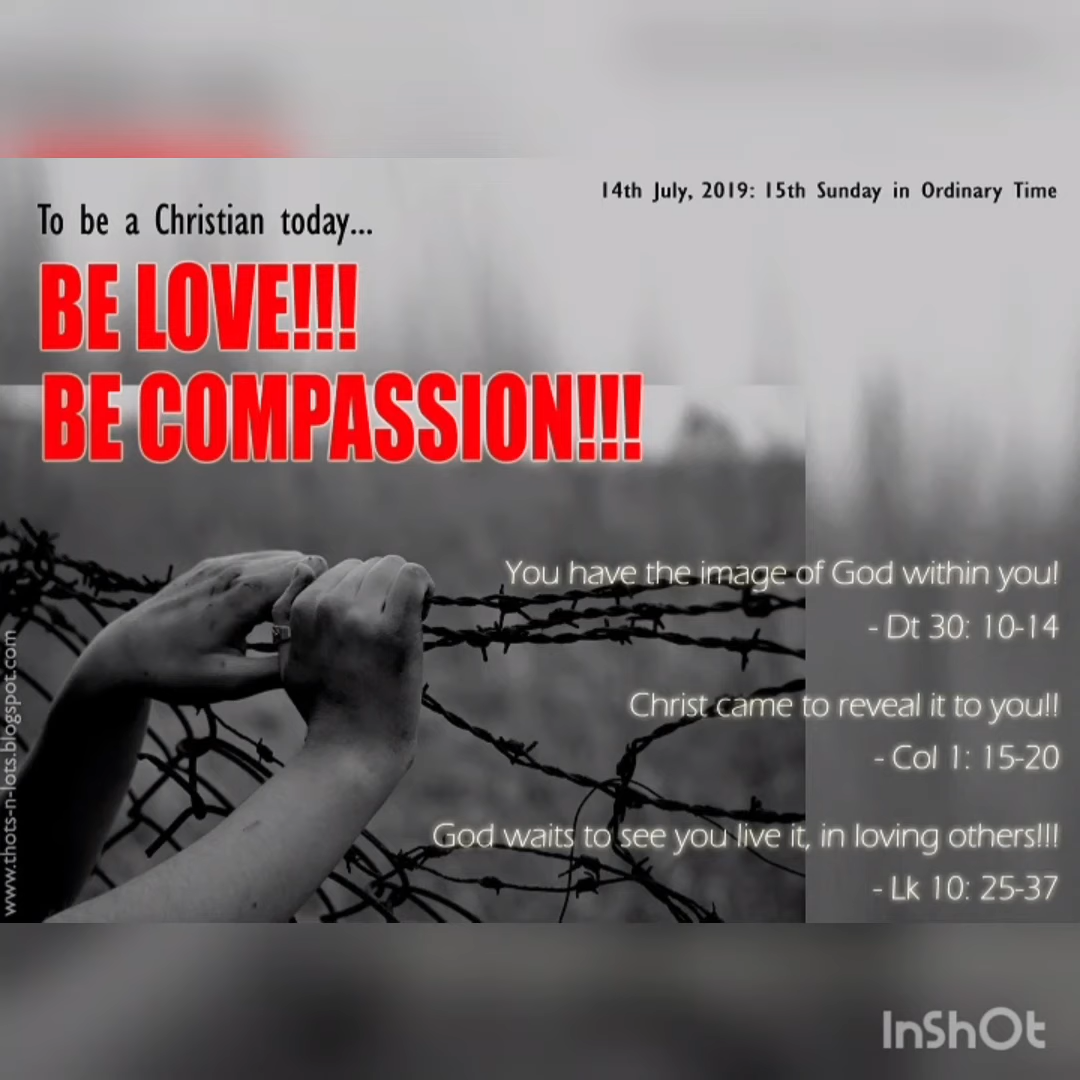 14th July, 2019: 15th Sunday in Ordinary Time
To be a Christian today...
BE LOVE!!!
BE COMPASSION!!!
You have the image of God within you!
- Dt 30: 10-14
Christ came to reveal it to you!!
- Col 1: 15-20
God waits to see you live it, in loving others!!!
- Lk 10: 25-37
www.thots-n-lots.blogspot.com
InShOt